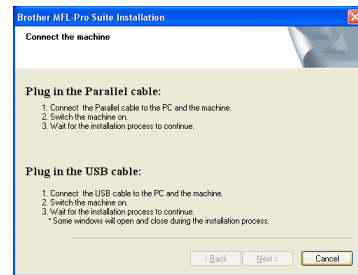 Brother MFL-Pro Suite Installation
Connect the machine
Plug in the Parallel cable:
1. Connect the Parallel cable to the PC and the machine.
2. Switch the machine on.
3. Wait for the installation process to continue.
Plug in the USB cable:
1. Connect the USB cable to the PC and the machine.
2. Switch the machine on.
3. Wait for the installation process to continue.
* Some windows will open and close during the installation process.
< Back Next > Cancel